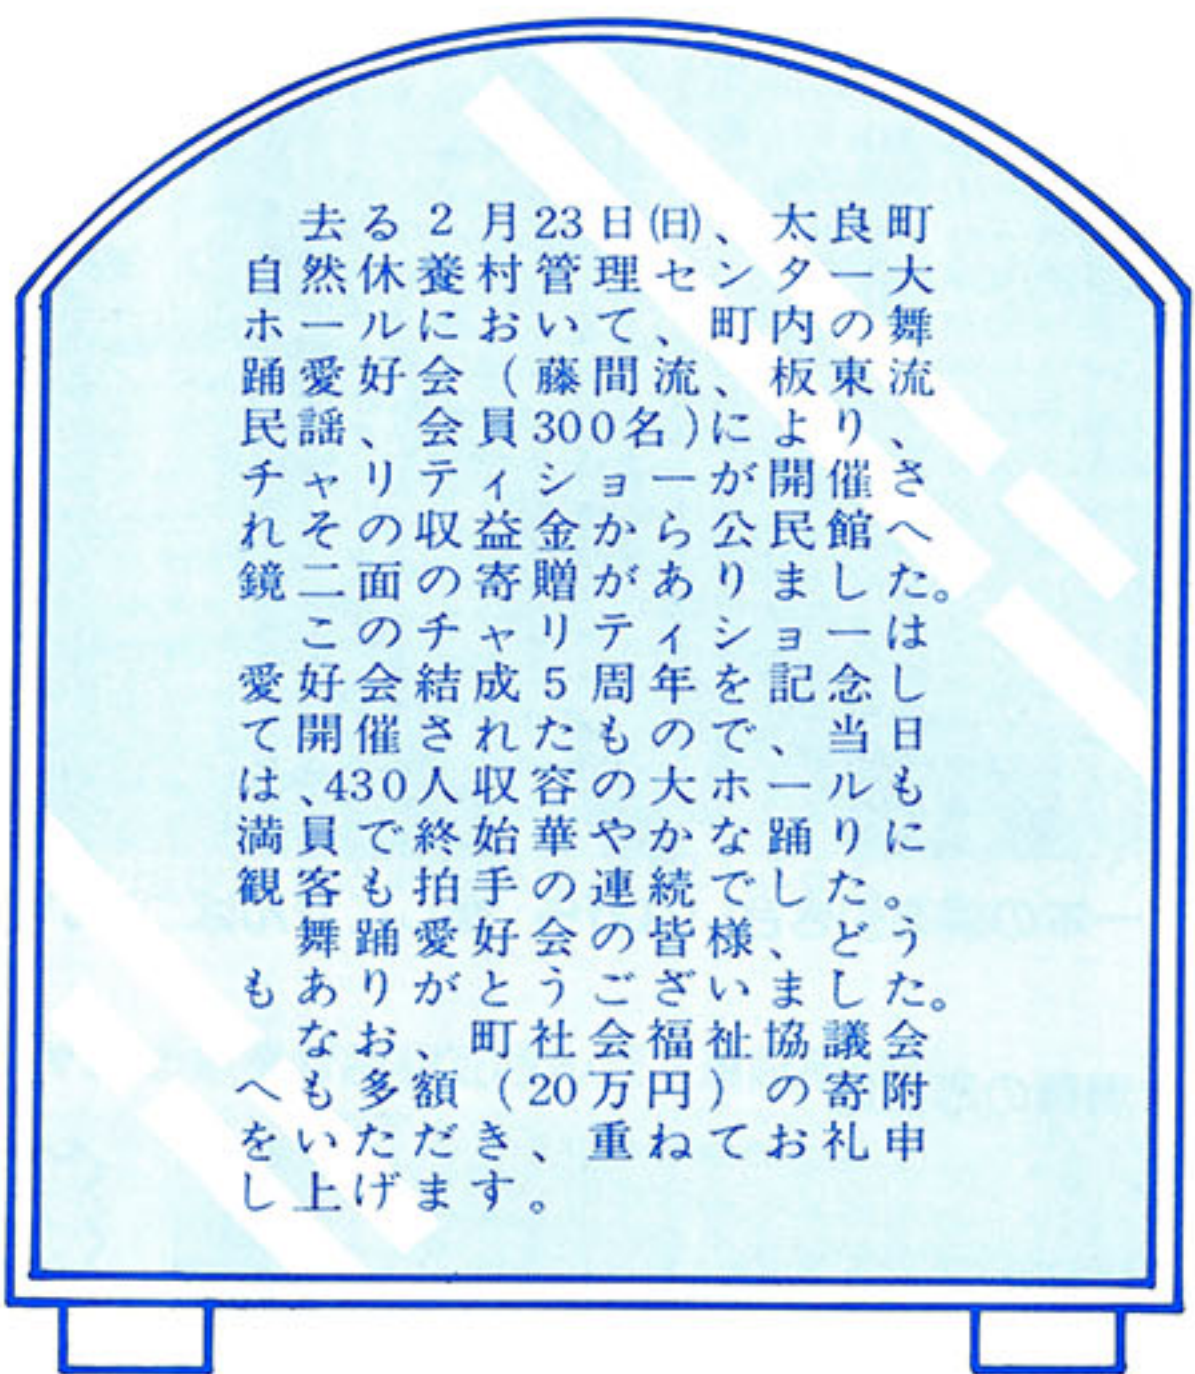 去る2月23日(日)、太良町
自然休養村管理センター大
ホールにおいて、町内の舞
踊愛好会(藤間流、板東流
民謡、会員300名)により、
チャリティショーが開催さ
れその収益金から公民館へ
鏡二面の寄贈がありました。
このチャリティショーは
愛好会結成5周年を記念し
て開催されたもので、当日
は、430人収容の大ホールも
満員で終始華やかな踊りに
観客も拍手の連続でした。
舞踊愛好会の皆様、どう
もありがとうございました。
なお、町社会福祉協議会
へも多額(20万円)の寄附
をいただき、重ねてお礼申
し上げます。